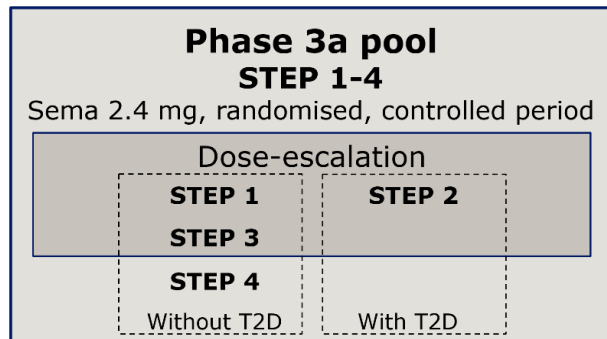 Phase 3a pool
STEP 1-4
Sema 2.4 mg, randomised, controlled period
Dose-escalation
STEP 1
STEP 2
STEP 3
STEP 4
Without T2D
With T2D